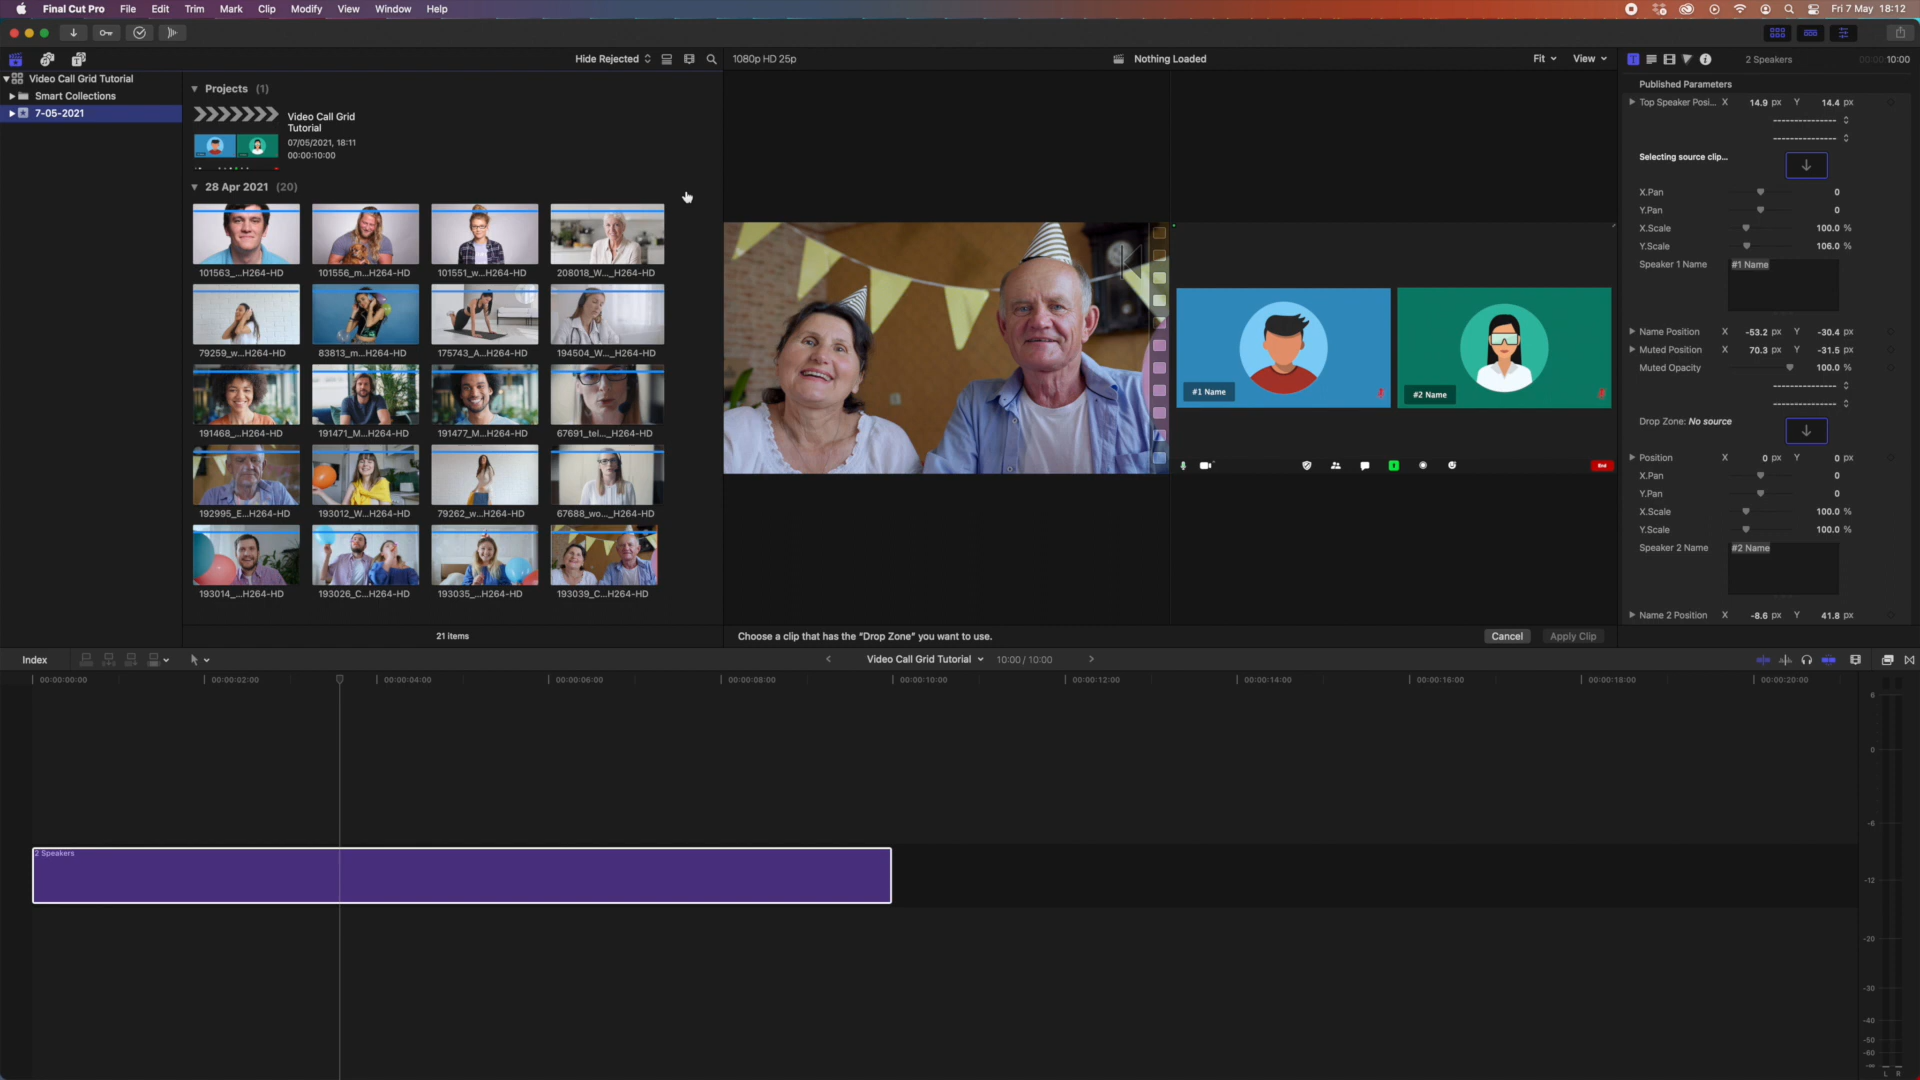 Final Cut Pro File Edit Trim Mark Clip Modify View Window Help Fri 7 May 18:12
Hide Rejected 1080p HD 25p Nothing Loaded Fit View 2 Speakers 00:00:10:00
Video Call Grid Tutorial
Smart Collections
7-05-2021
Projects (1)
Video Call Grid
Tutorial
07/05/2021, 18:11
00:00:10:00
28 Apr 2021 (20)
101563_...H264-HD 101556_m...H264-HD 101551_w...H264-HD 208018_W..._H264-HD
79259_w...H264-HD 83813_m...H264-HD 175743_A...H264-HD 194504_W..._H264-HD
191468_...H264-HD 191471_M...H264-HD 191477_M...H264-HD 67691_tel..._H264-HD
192995_E...H264-HD 193012_W...H264-HD 79262_w...H264-HD 67688_wo..._H264-HD
193014_...H264-HD 193026_C...H264-HD 193035_...H264-HD 193039_C...H264-HD
21 items
#1 Name
#2 Name
End
Choose a clip that has the “Drop Zone” you want to use. Cancel Apply Clip
Published Parameters
Top Speaker Posi... X 14.9 px Y 14.4 px
Selecting source clip...
X.Pan 0
Y.Pan 0
X.Scale 100.0 %
Y.Scale 106.0 %
Speaker 1 Name #1 Name
Name Position X -53.2 px Y -30.4 px
Muted Position X 70.3 px Y -31.5 px
Muted Opacity 100.0 %
Drop Zone: No source
Position X 0 px Y 0 px
X.Pan 0
Y.Pan 0
X.Scale 100.0 %
Y.Scale 100.0 %
Speaker 2 Name #2 Name
Name 2 Position X -8.6 px Y 41.8 px
Index Video Call Grid Tutorial 10:00 / 10:00
00:00:00:00 00:00:02:00 00:00:04:00 00:00:06:00 00:00:08:00 00:00:10:00 00:00:12:00 00:00:14:00 00:00:16:00 00:00:18:00 00:00:20:00
2 Speakers
6
0
-6
-12
-20
-30
-40
-50
-60
-∞
L R